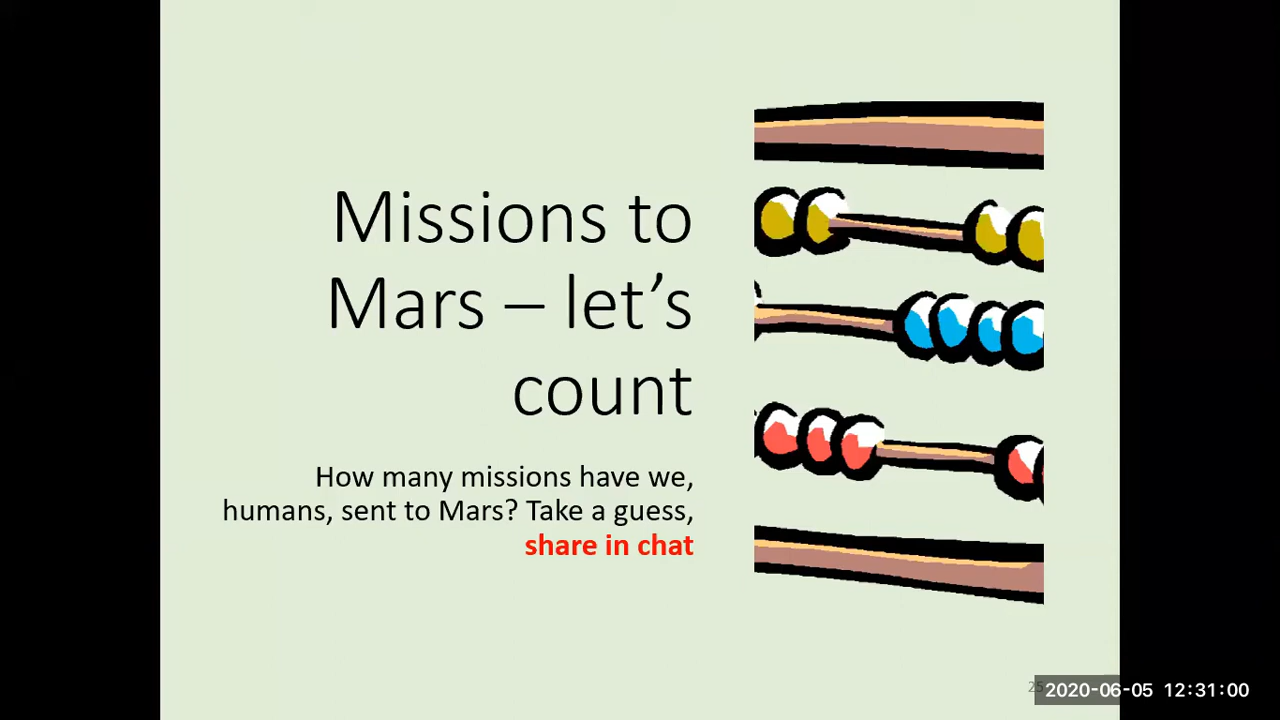 Missions to
Mars – let’s
count
How many missions have we,
humans, sent to Mars? Take a guess,
share in chat
2020-06-05 12:31:00